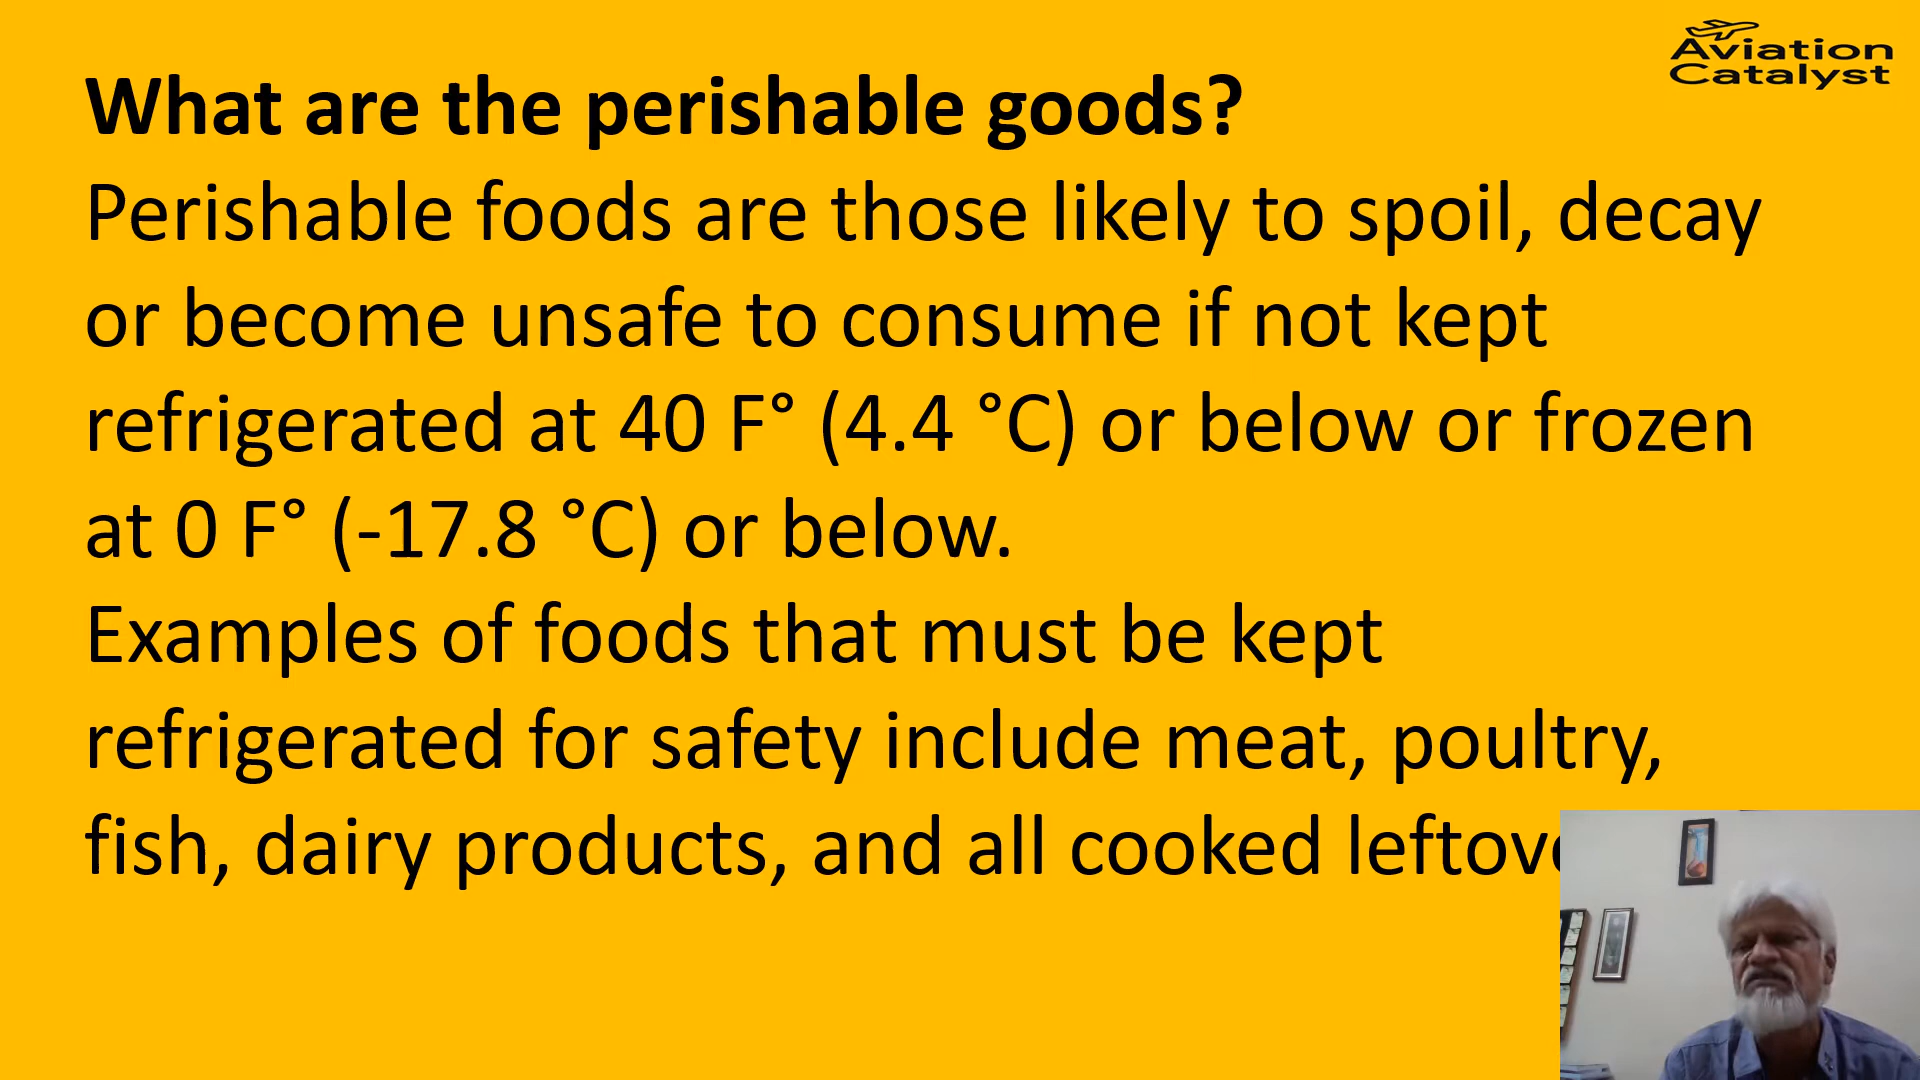 Aviation
Catalyst
What are the perishable goods?
Perishable foods are those likely to spoil, decay
or become unsafe to consume if not kept
refrigerated at 40 F° (4.4 °C) or below or frozen
at 0 F° (-17.8 °C) or below.
Examples of foods that must be kept
refrigerated for safety include meat, poultry,
fish, dairy products, and all cooked